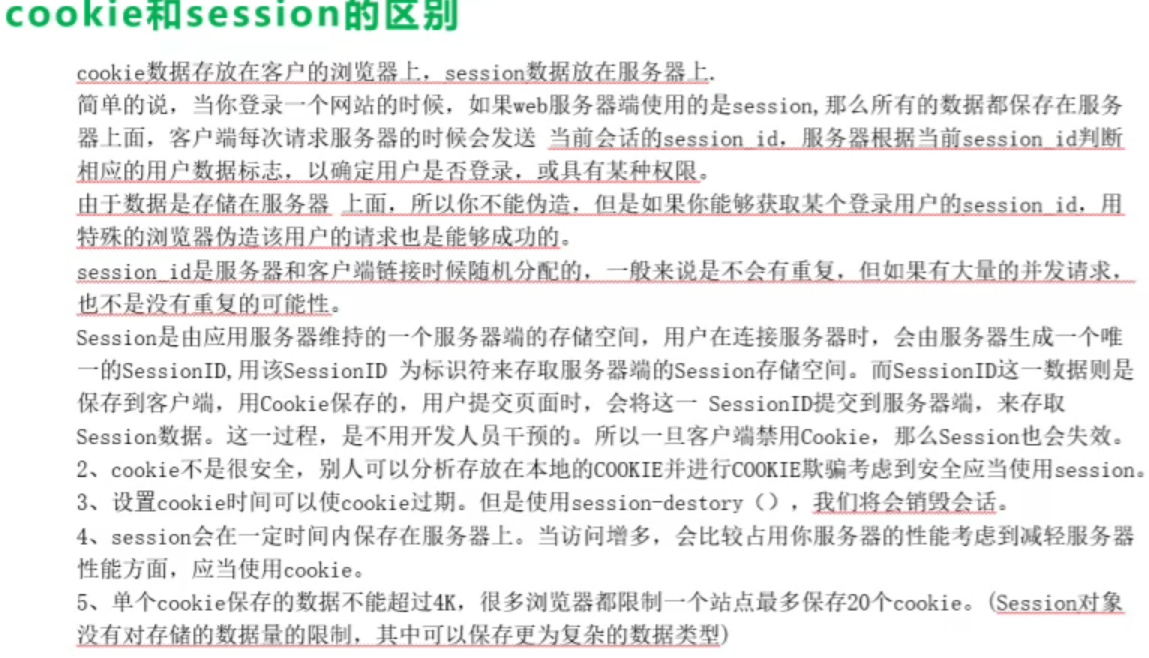 cookie和session的区别
cookie数据存放在客户的浏览器上，session数据放在服务器上.
简单的说，当你登录一个网站的时候，如果web服务器端使用的是session,那么所有的数据都保存在服务
器上面，客户端每次请求服务器的时候会发送 当前会话的session_id，服务器根据当前session_id判断
相应的用户数据标志，以确定用户是否登录，或具有某种权限。
由于数据是存储在服务器 上面，所以你不能伪造，但是如果你能够获取某个登录用户的session_id，用
特殊的浏览器伪造该用户的请求也是能够成功的。
session_id是服务器和客户端链接时候随机分配的，一般来说是不会有重复，但如果有大量的并发请求，
也不是没有重复的可能性。
Session是由应用服务器维持的一个服务器端的存储空间，用户在连接服务器时，会由服务器生成一个唯
一的SessionID,用该SessionID 为标识符来存取服务器端的Session存储空间。而SessionID这一数据则是
保存到客户端，用Cookie保存的，用户提交页面时，会将这一 SessionID提交到服务器端，来存取
Session数据。这一过程，是不用开发人员干预的。所以一旦客户端禁用Cookie，那么Session也会失效。
2、cookie不是很安全，别人可以分析存放在本地的COOKIE并进行COOKIE欺骗考虑到安全应当使用session。
3、设置cookie时间可以使cookie过期。但是使用session-destory（），我们将会销毁会话。
4、session会在一定时间内保存在服务器上。当访问增多，会比较占用你服务器的性能考虑到减轻服务器
性能方面，应当使用cookie。
5、单个cookie保存的数据不能超过4K，很多浏览器都限制一个站点最多保存20个cookie。(Session对象
没有对存储的数据量的限制，其中可以保存更为复杂的数据类型)